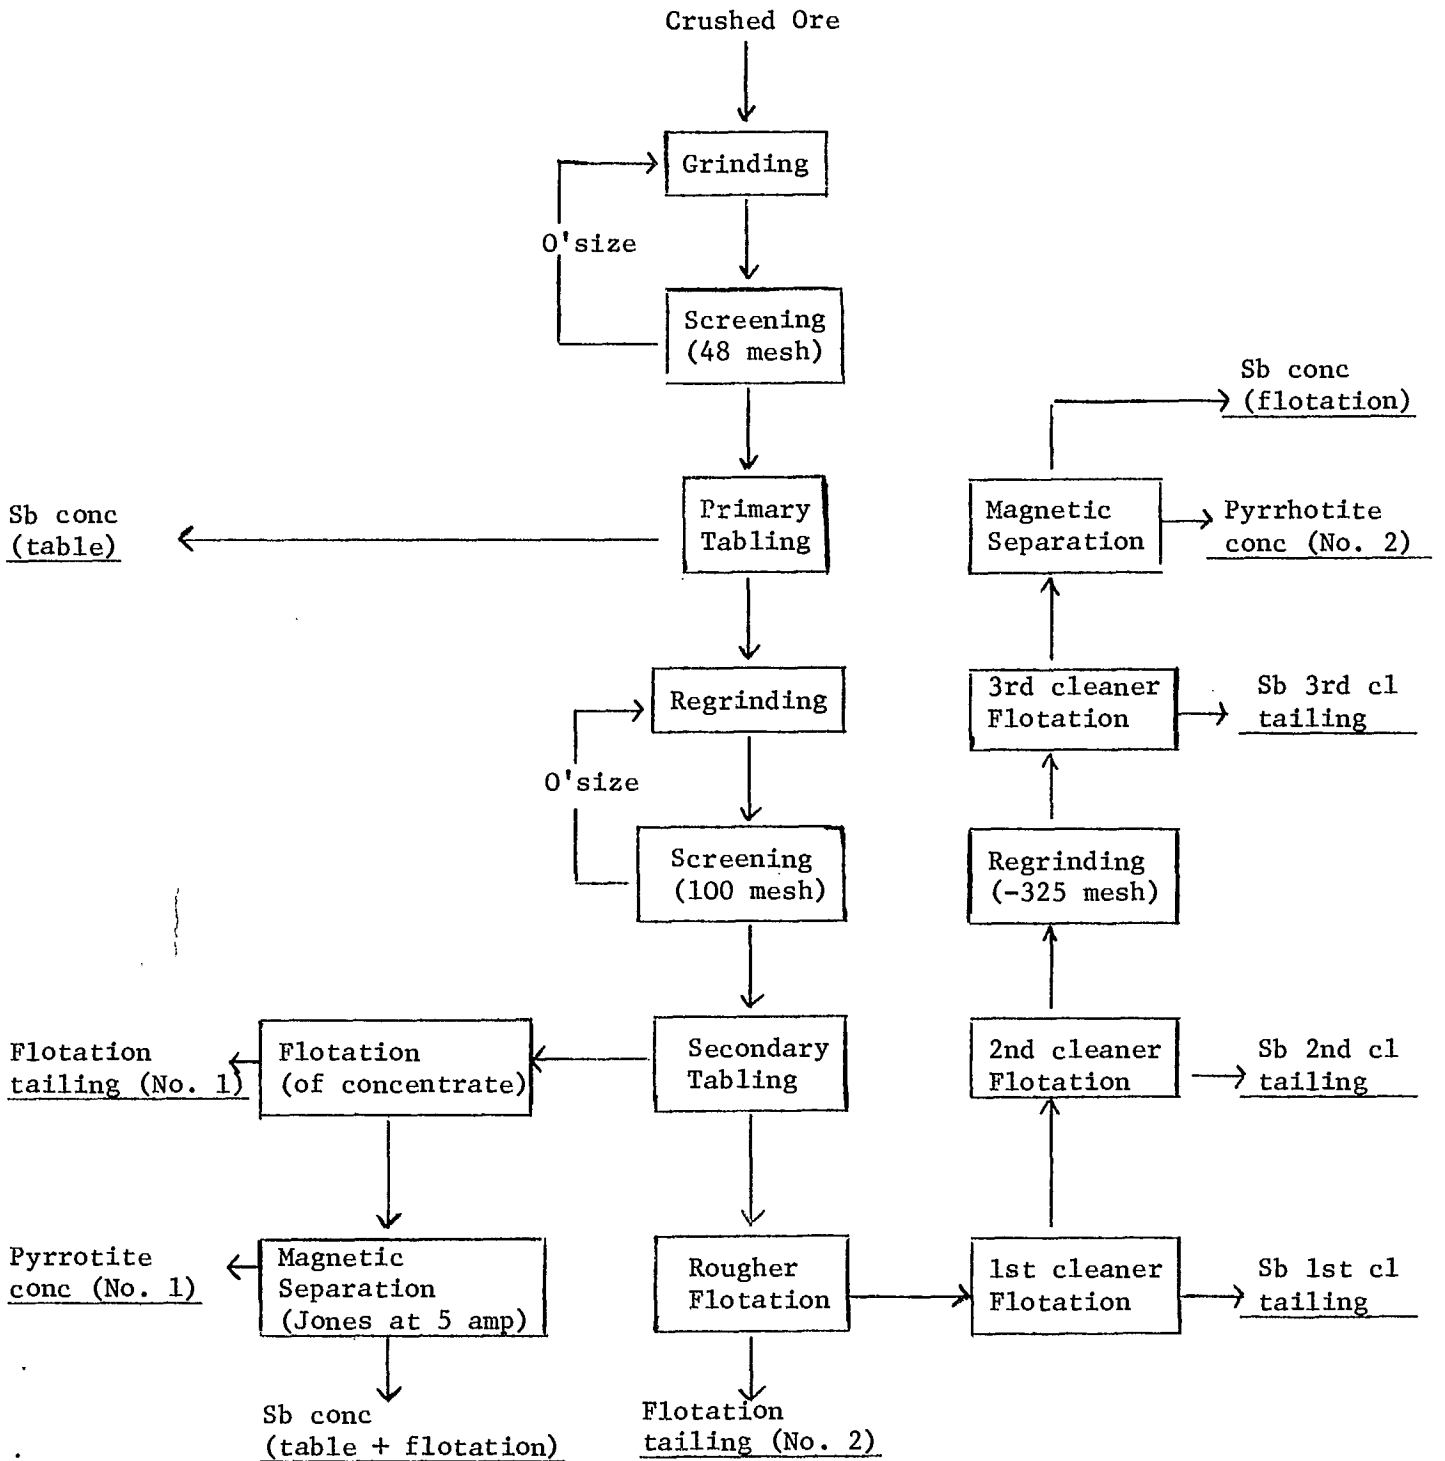 Crushed Ore
Grinding
O'size
Screening
(48 mesh)
Sb conc
(flotation)
Sb conc
(table)
Primary
Tabling
Magnetic
Separation
Pyrrhotite
conc (No. 2)
Regrinding
3rd cleaner
Flotation
Sb 3rd cl
tailing
O'size
Screening
(100 mesh)
Regrinding
(-325 mesh)
Flotation
tailing (No. 1)
Flotation
(of concentrate)
Secondary
Tabling
2nd cleaner
Flotation
Sb 2nd cl
tailing
Pyrrotite
conc (No. 1)
Magnetic
Separation
(Jones at 5 amp)
Rougher
Flotation
1st cleaner
Flotation
Sb 1st cl
tailing
Sb conc
(table + flotation)
Flotation
tailing (No. 2)